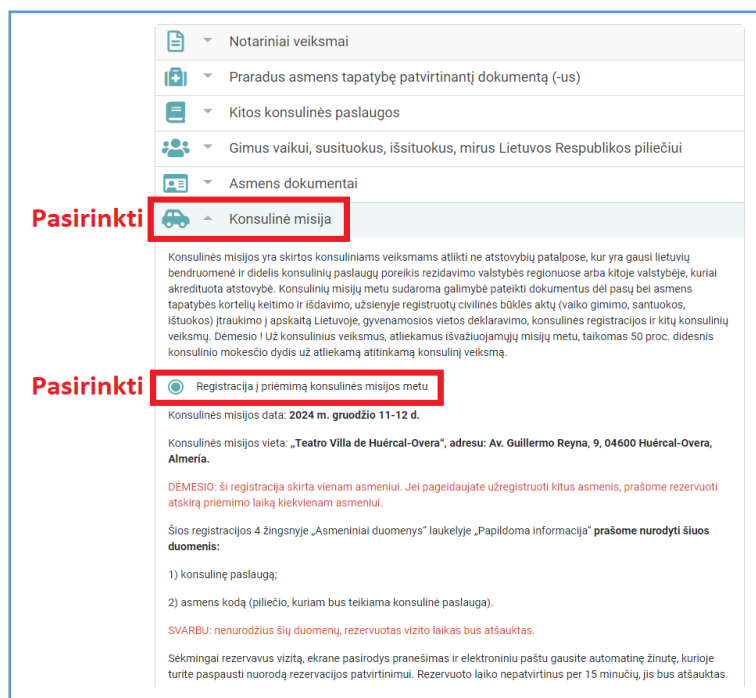 Notariniai veiksmai
Praradus asmens tapatybę patvirtinantį dokumentą (-us)
Kitos konsulinės paslaugos
Gimus vaikui, susituokus, išsituokus, mirus Lietuvos Respublikos piliečiui
Asmens dokumentai
Pasirinkti
Konsulinė misija
Konsulinės misijos yra skirtos konsuliniams veiksmams atlikti ne atstovybių patalpose, kur yra gausi lietuvių
bendruomenė ir didelis konsulinių paslaugų poreikis rezidavimo valstybės regionuose arba kitoje valstybėje, kuriai
akredituota atstovybė. Konsulinių misijų metu sudaroma galimybė pateikti dokumentus dėl pasų bei asmens
tapatybės kortelių keitimo ir išdavimo, užsienyje registruotų civilinės būklės aktų (vaiko gimimo, santuokos,
ištuokos) įtraukimo į apskaitą Lietuvoje, gyvenamosios vietos deklaravimo, konsulinės registracijos ir kitų konsulinių
veiksmų. Dėmesio ! Už konsulinius veiksmus, atliekamus išvažiuojamųjų misijų metu, taikomas 50 proc. didesnis
konsulinio mokesčio dydis už atliekamą atitinkamą konsulinį veiksmą.
Pasirinkti
Registracija į priėmimą konsulinės misijos metu
Konsulinės misijos data: 2024 m. gruodžio 11-12 d.
Konsulinės misijos vieta: „Teatro Villa de Huércal-Overa“, adresu: Av. Guillermo Reyna, 9, 04600 Huércal-Overa,
Almería.
DĖMESIO: ši registracija skirta vienam asmeniui. Jei pageidaujate užregistruoti kitus asmenis, prašome rezervuoti
atskirą priėmimo laiką kiekvienam asmeniui.
Šios registracijos 4 žingsnyje „Asmeniniai duomenys“ laukelyje „Papildoma informacija“ prašome nurodyti šiuos
duomenis:
1) konsulinę paslaugą;
2) asmens kodą (piliečio, kuriam bus teikiama konsulinė paslauga).
SVARBU: nenurodžius šių duomenų, rezervuotas vizito laikas bus atšauktas.
Sėkmingai rezervavus vizitą, ekrane pasirodys pranešimas ir elektroniniu paštu gausite automatinę žinutę, kurioje
turite paspausti nuorodą rezervacijos patvirtinimui. Rezervuoto laiko nepatvirtinus per 15 minučių, jis bus atšauktas.